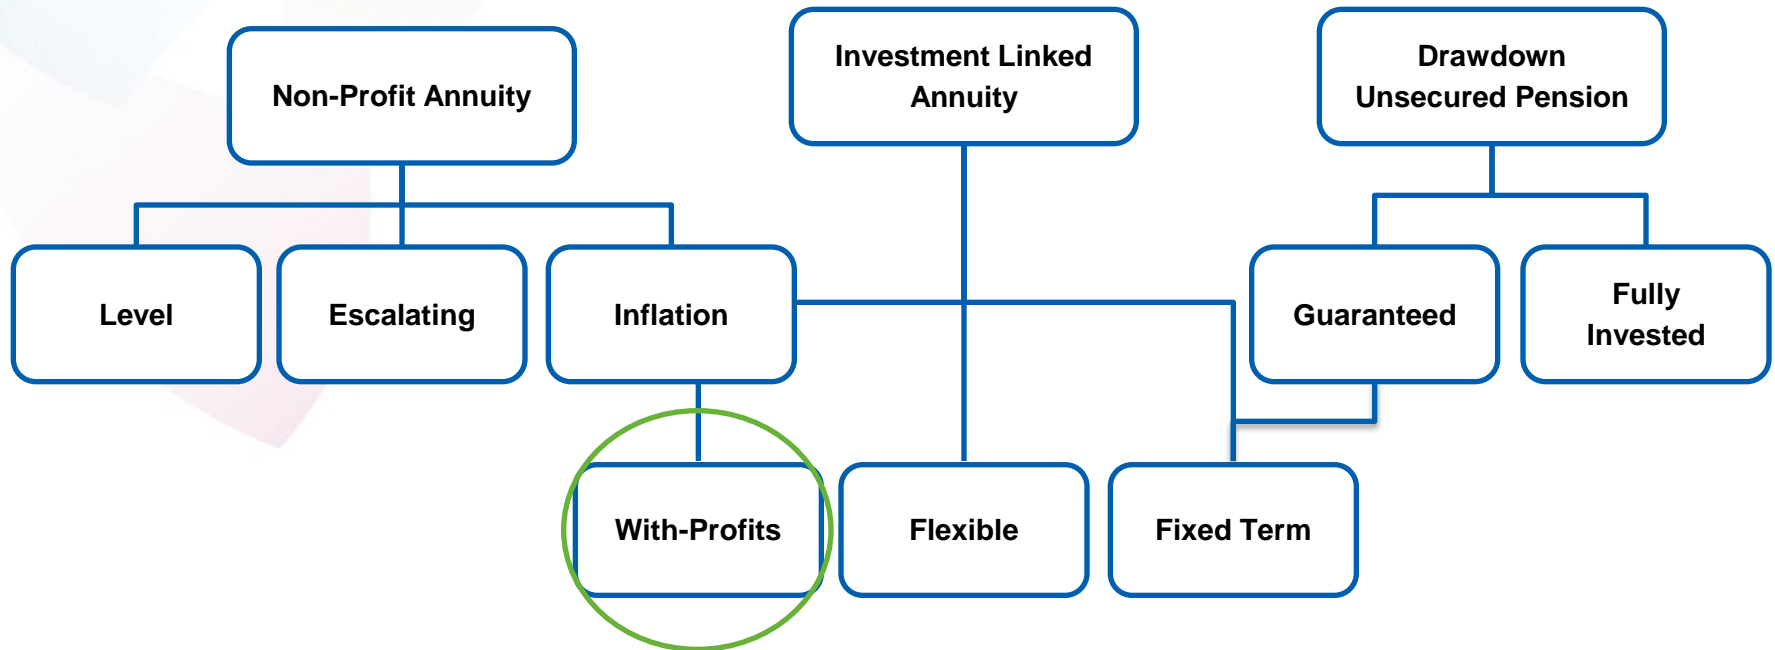 Non-Profit Annuity
Investment Linked
Annuity
Drawdown
Unsecured Pension
Level
Escalating
Inflation
Guaranteed
Fully
Invested
With-Profits
Flexible
Fixed Term